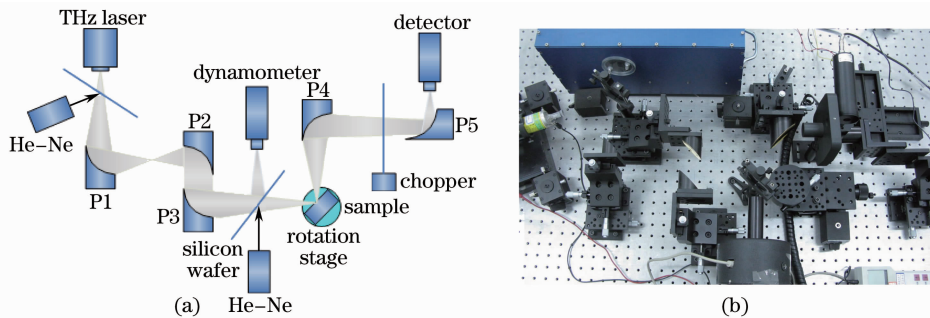 THz laser
detector
dynamometer
P4
He−Ne
P2
P5
P1
chopper
P3
sample
silicon
wafer
rotation
stage
He−Ne
(a)
(b)